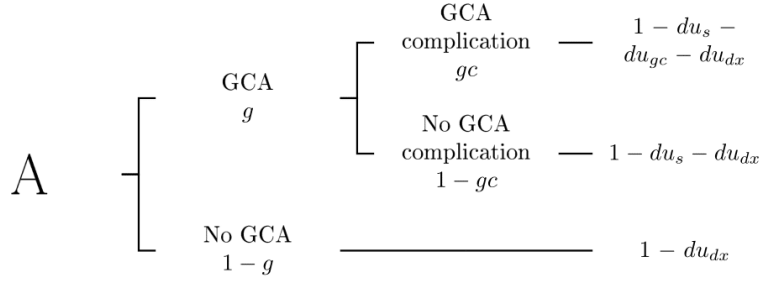 A
GCA
g
No GCA
1 − g
GCA
complication
gc
No GCA
complication
1 − gc
1 − du_s −
du_gc − du_dx
1 − du_s − du_dx
1 − du_dx